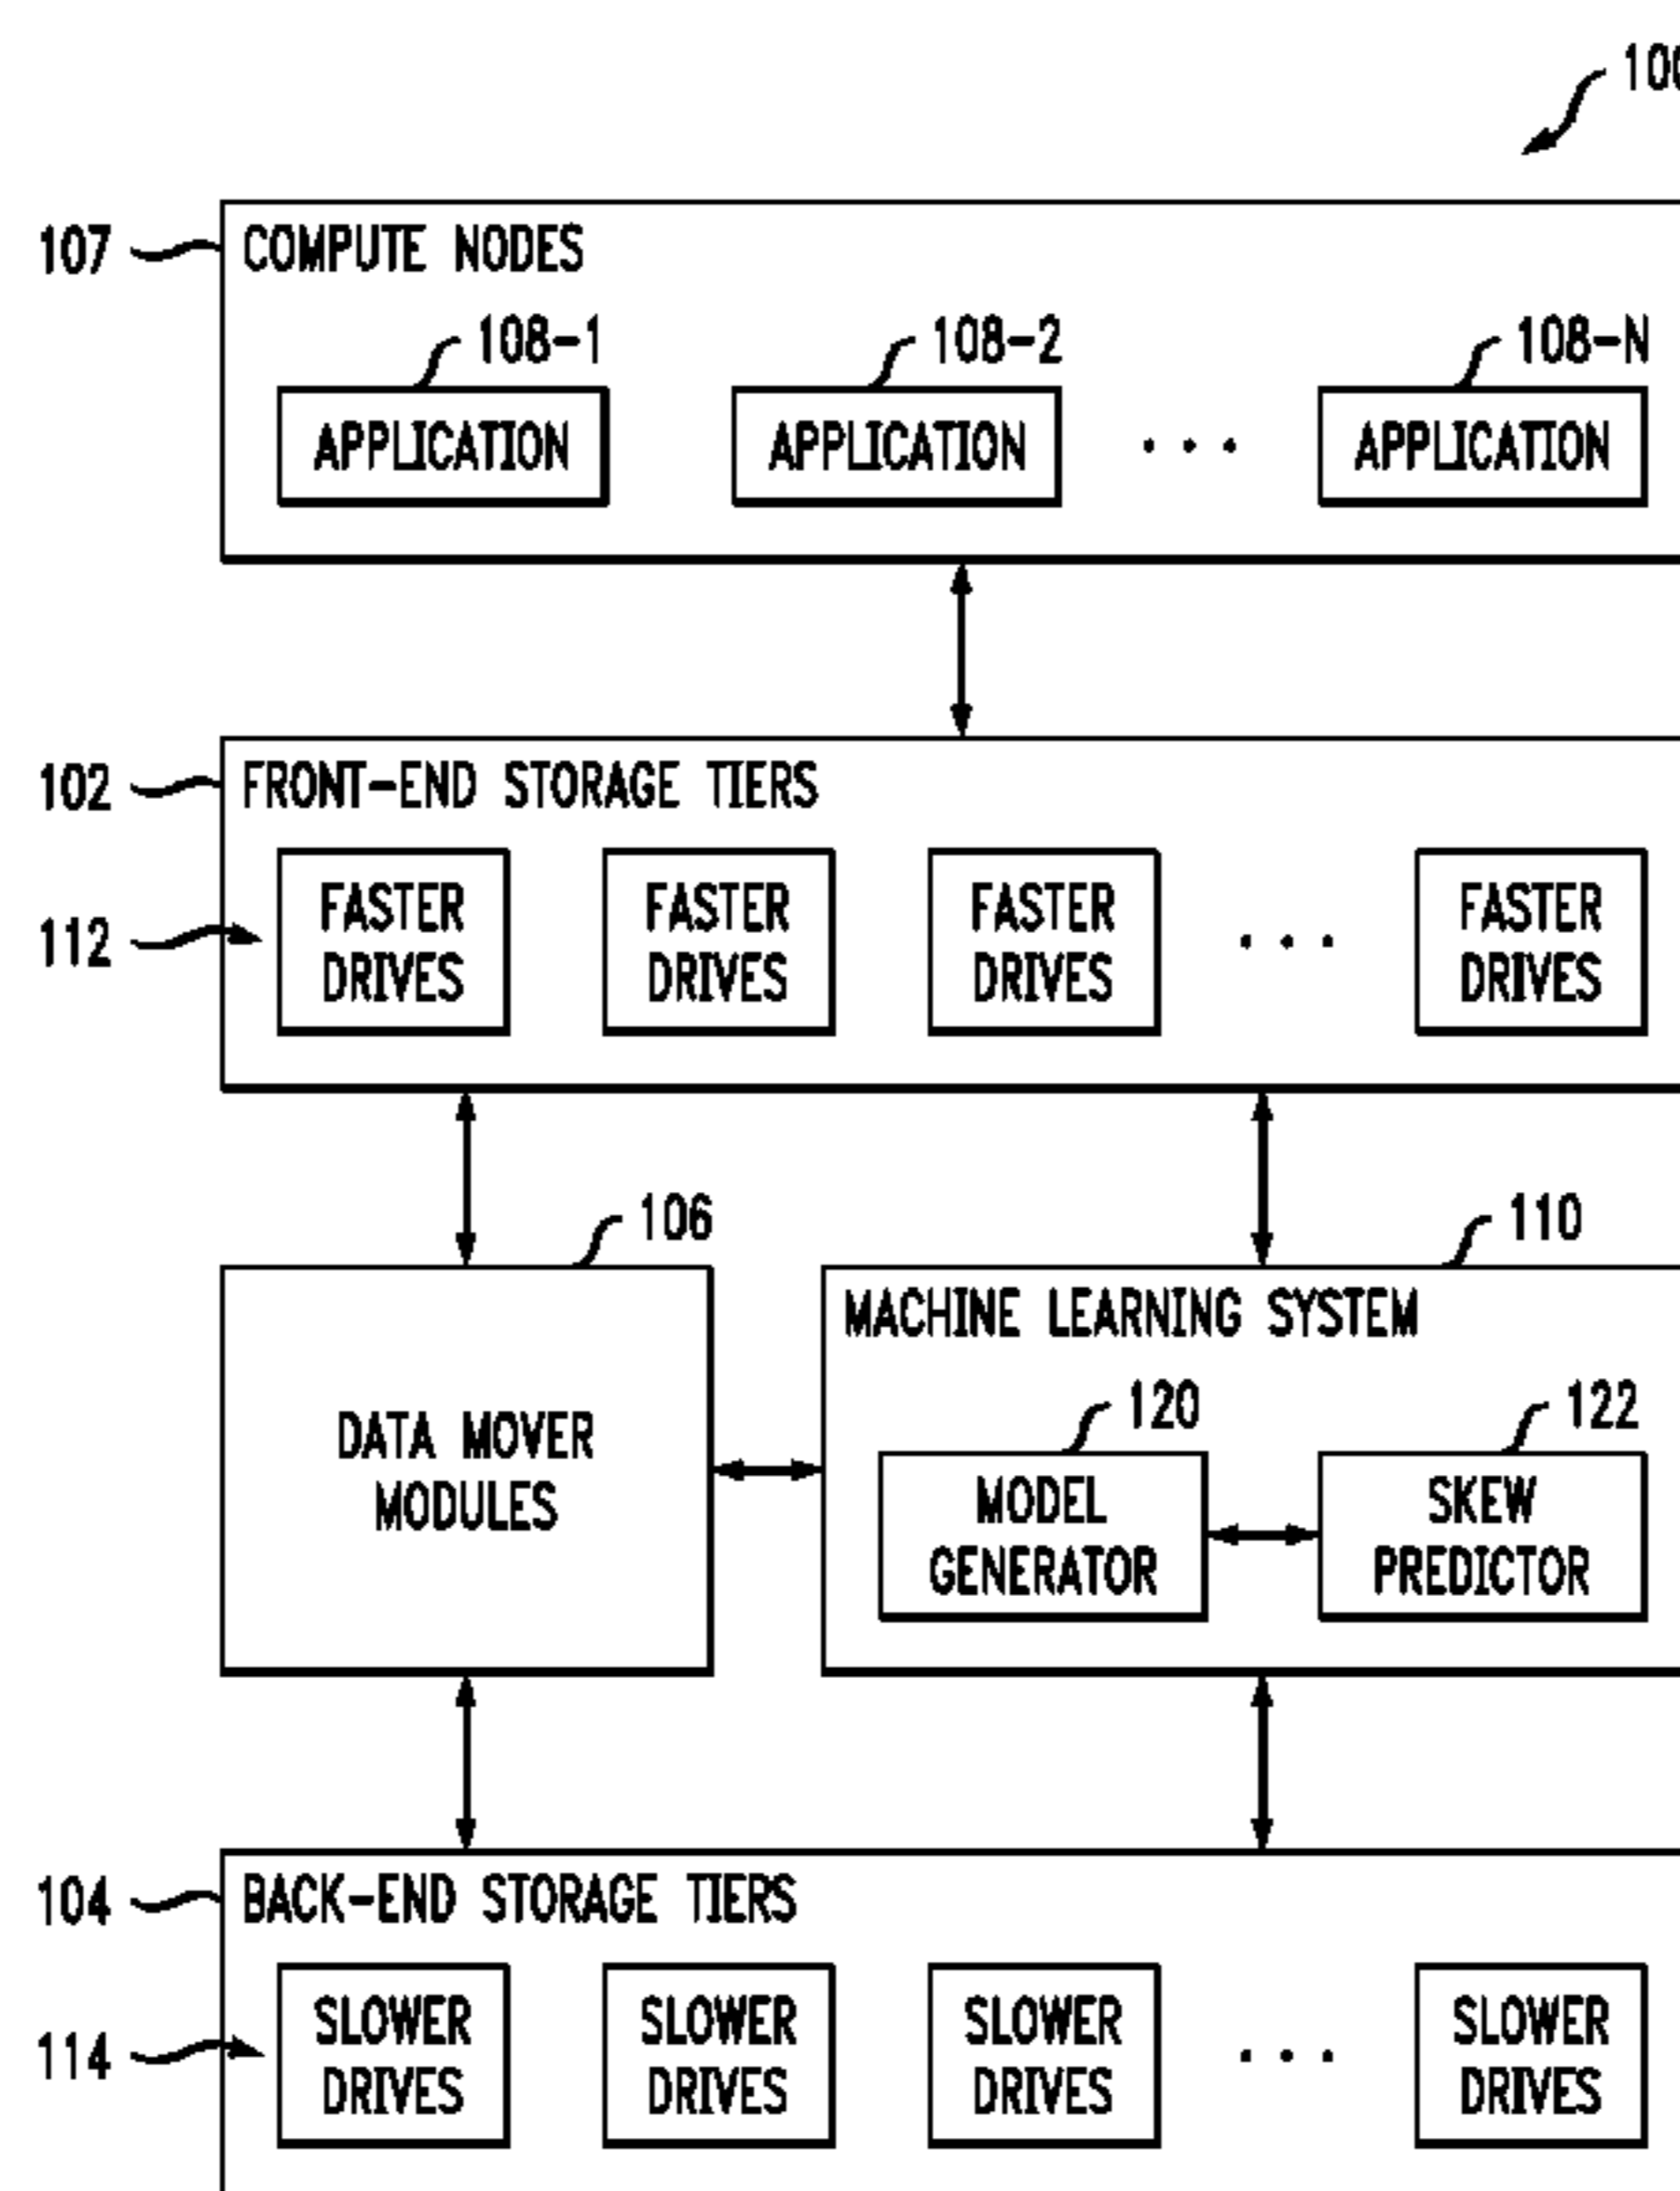 100
107 COMPUTE NODES
108-1 108-2 108-N
APPLICATION APPLICATION . . . APPLICATION
102 FRONT-END STORAGE TIERS
112
FASTER DRIVES
FASTER DRIVES
FASTER DRIVES
. . .
FASTER DRIVES
106
110
DATA MOVER
MODULES
MACHINE LEARNING SYSTEM
120
122
MODEL
GENERATOR
SKEW
PREDICTOR
104 BACK-END STORAGE TIERS
114
SLOWER DRIVES
SLOWER DRIVES
SLOWER DRIVES
. . .
SLOWER DRIVES